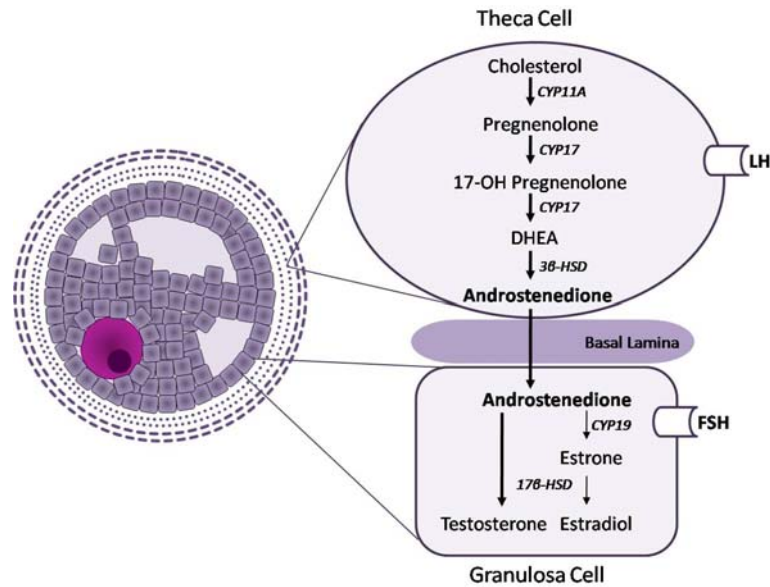 Theca Cell
Cholesterol
CYP11A
Pregnenolone
CYP17
LH
17-OH Pregnenolone
CYP17
DHEA
3β-HSD
Androstenedione
Basal Lamina
Androstenedione
CYP19
FSH
Estrone
17β-HSD
Testosterone Estradiol
Granulosa Cell